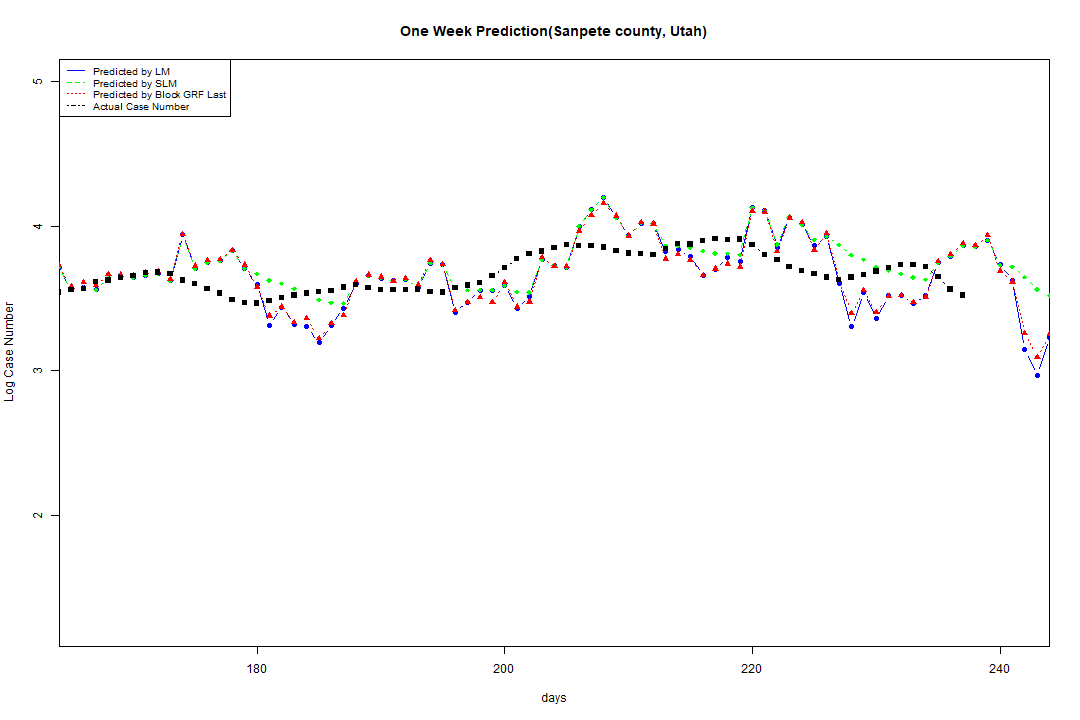 One Week Prediction(Sanpete county, Utah)
Predicted by LM
Predicted by SLM
Predicted by Block GRF Last
Actual Case Number
5
4
3
2
Log Case Number
180 200 220 240
days